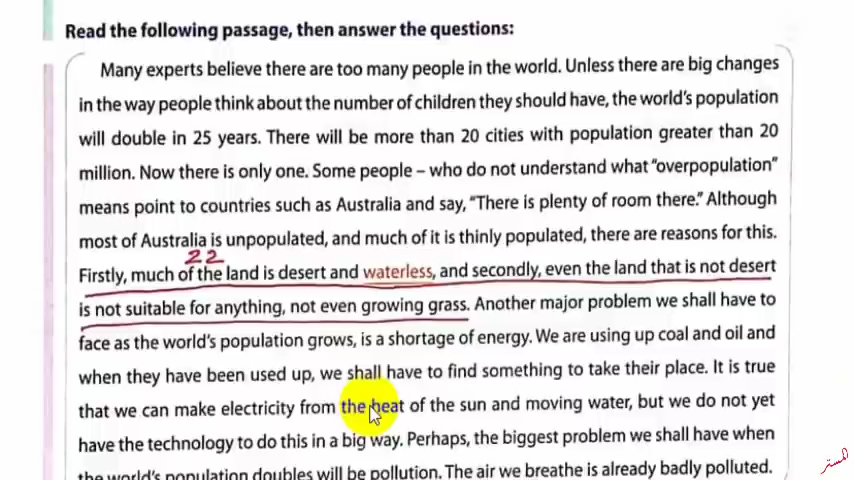 Read the following passage, then answer the questions:
Many experts believe there are too many people in the world. Unless there are big changes
in the way people think about the number of children they should have, the world's population
will double in 25 years. There will be more than 20 cities with population greater than 20
million. Now there is only one. Some people – who do not understand what "overpopulation"
means point to countries such as Australia and say, "There is plenty of room there." Although
most of Australia is unpopulated, and much of it is thinly populated, there are reasons for this.
22
Firstly, much of the land is desert and waterless, and secondly, even the land that is not desert
is not suitable for anything, not even growing grass. Another major problem we shall have to
face as the world's population grows, is a shortage of energy. We are using up coal and oil and
when they have been used up, we shall have to find something to take their place. It is true
that we can make electricity from the heat of the sun and moving water, but we do not yet
have the technology to do this in a big way. Perhaps, the biggest problem we shall have when
the world's population doubles will be pollution. The air we breathe is already badly polluted.
المستر